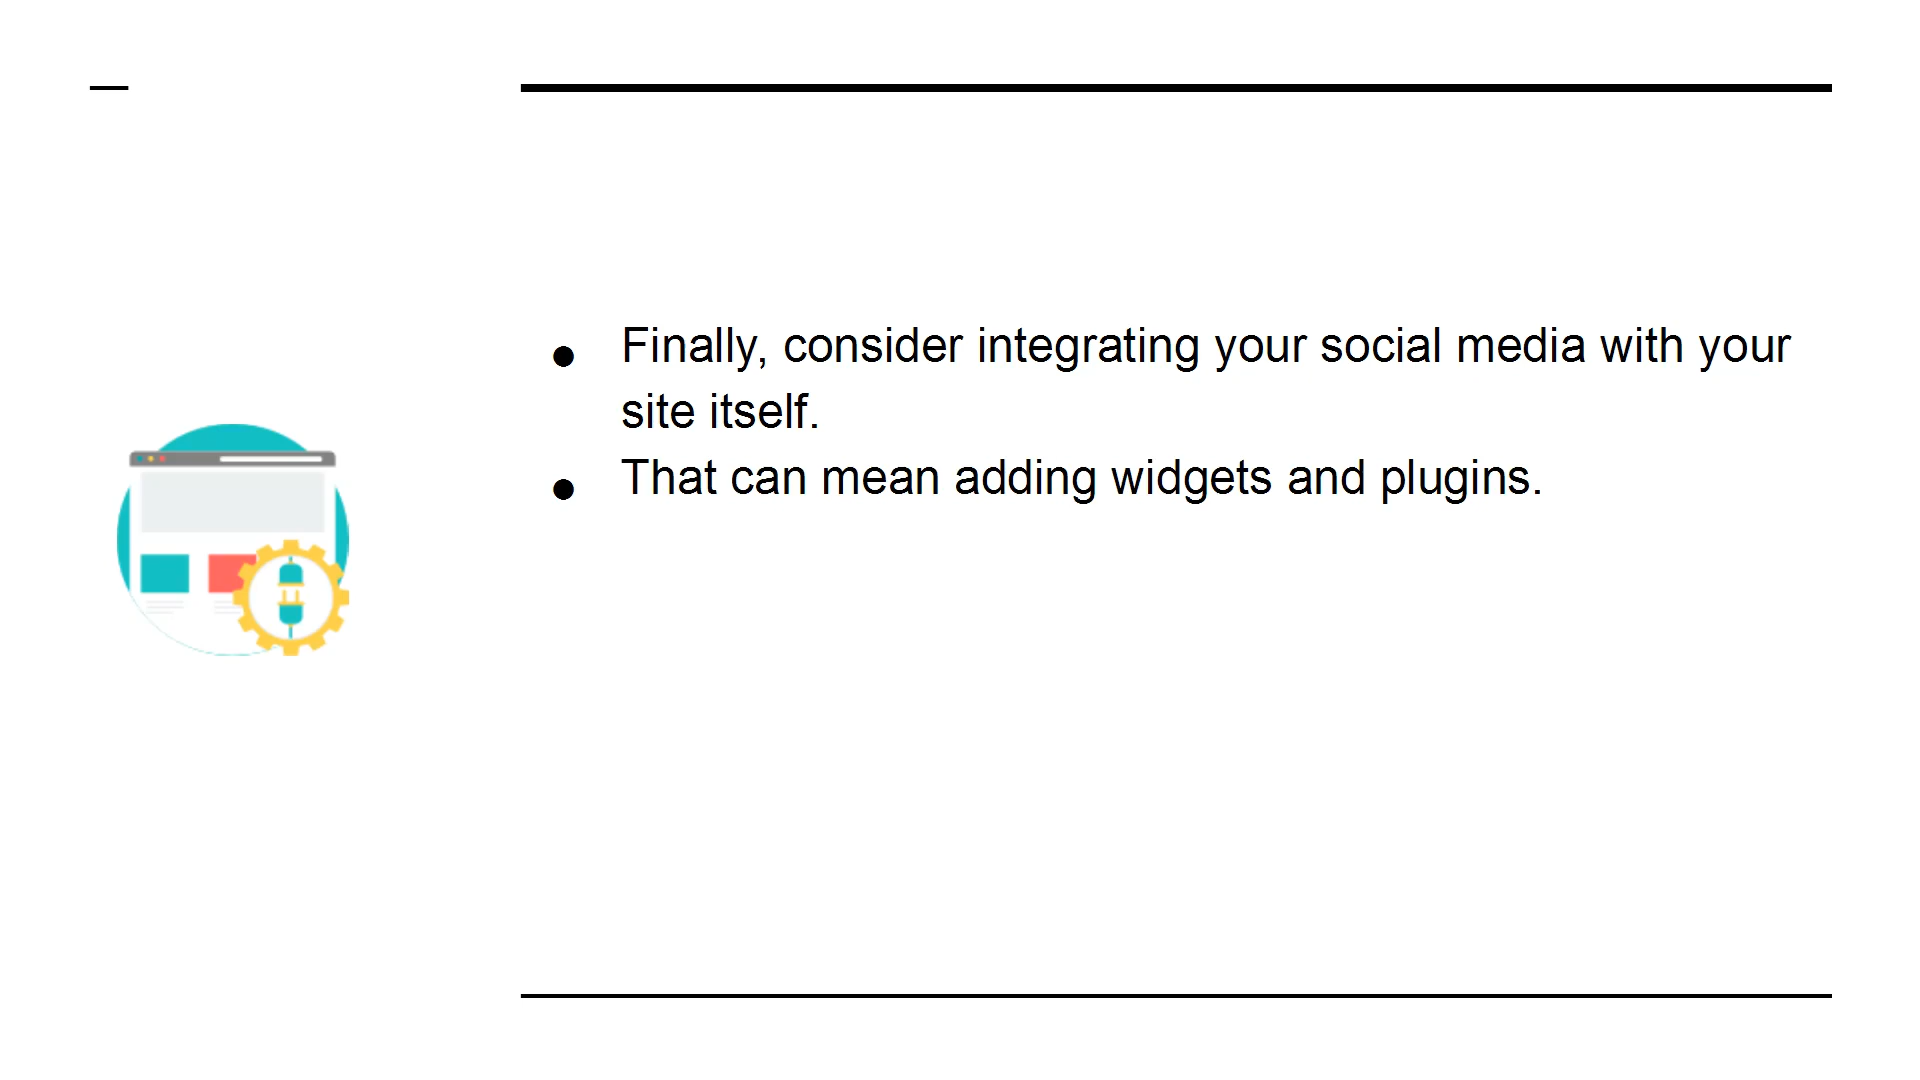 ● Finally, consider integrating your social media with your
site itself.
● That can mean adding widgets and plugins.